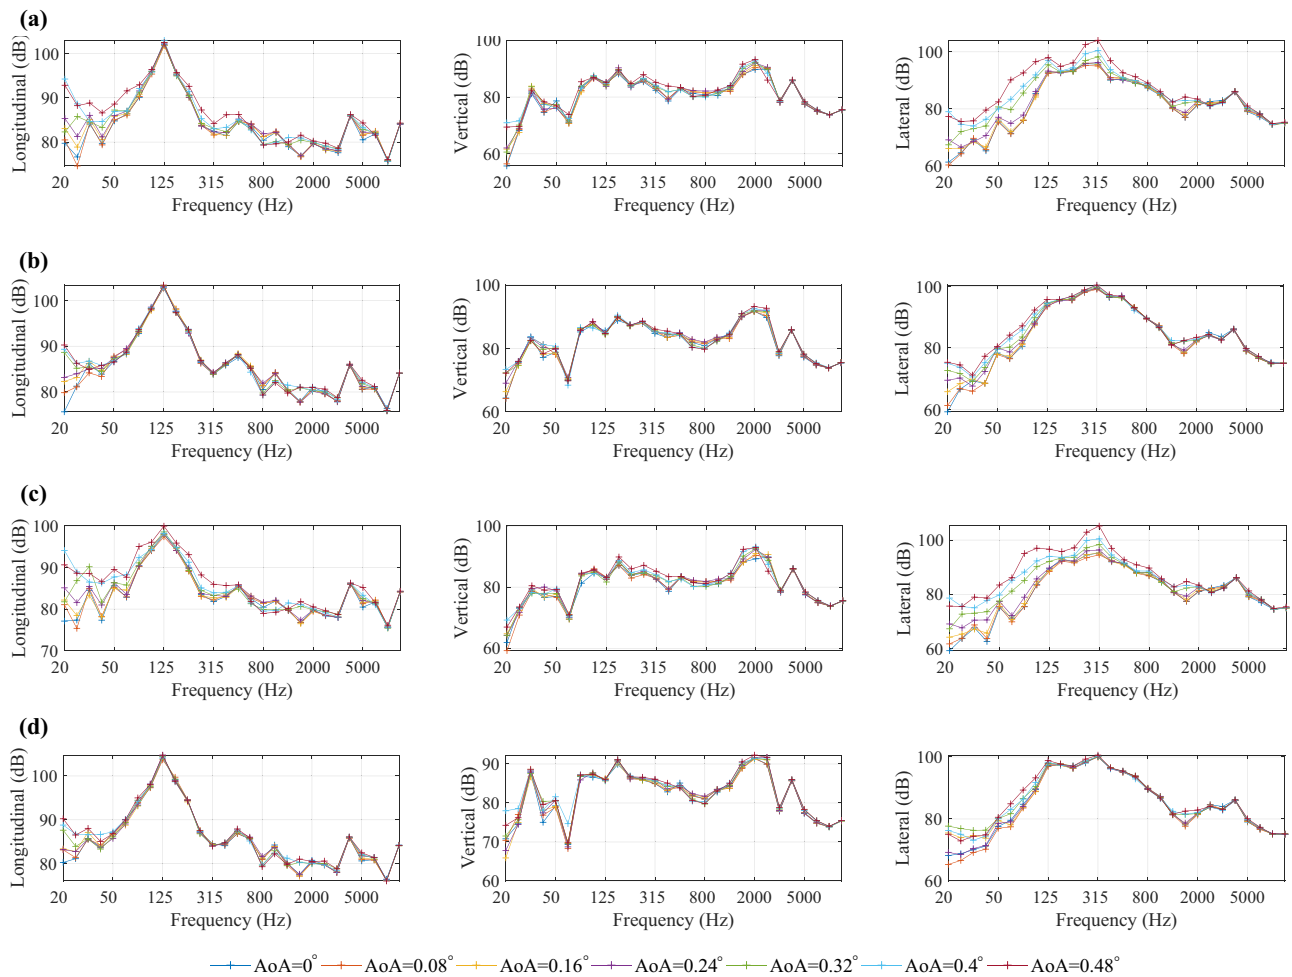 (a)
Longitudinal (dB)
100
90
80
20 50 125 315 800 2000 5000
Frequency (Hz)
Vertical (dB)
100
80
60
20 50 125 315 800 2000 5000
Frequency (Hz)
Lateral (dB)
100
80
60
20 50 125 315 800 2000 5000
Frequency (Hz)
(b)
Longitudinal (dB)
100
90
80
20 50 125 315 800 2000 5000
Frequency (Hz)
Vertical (dB)
100
80
60
20 50 125 315 800 2000 5000
Frequency (Hz)
Lateral (dB)
100
80
60
20 50 125 315 800 2000 5000
Frequency (Hz)
(c)
Longitudinal (dB)
100
90
80
70
20 50 125 315 800 2000 5000
Frequency (Hz)
Vertical (dB)
100
80
60
20 50 125 315 800 2000 5000
Frequency (Hz)
Lateral (dB)
100
80
60
20 50 125 315 800 2000 5000
Frequency (Hz)
(d)
Longitudinal (dB)
100
90
80
20 50 125 315 800 2000 5000
Frequency (Hz)
Vertical (dB)
90
80
70
60
20 50 125 315 800 2000 5000
Frequency (Hz)
Lateral (dB)
100
80
60
20 50 125 315 800 2000 5000
Frequency (Hz)
AoA=0° AoA=0.08° AoA=0.16° AoA=0.24° AoA=0.32° AoA=0.4° AoA=0.48°